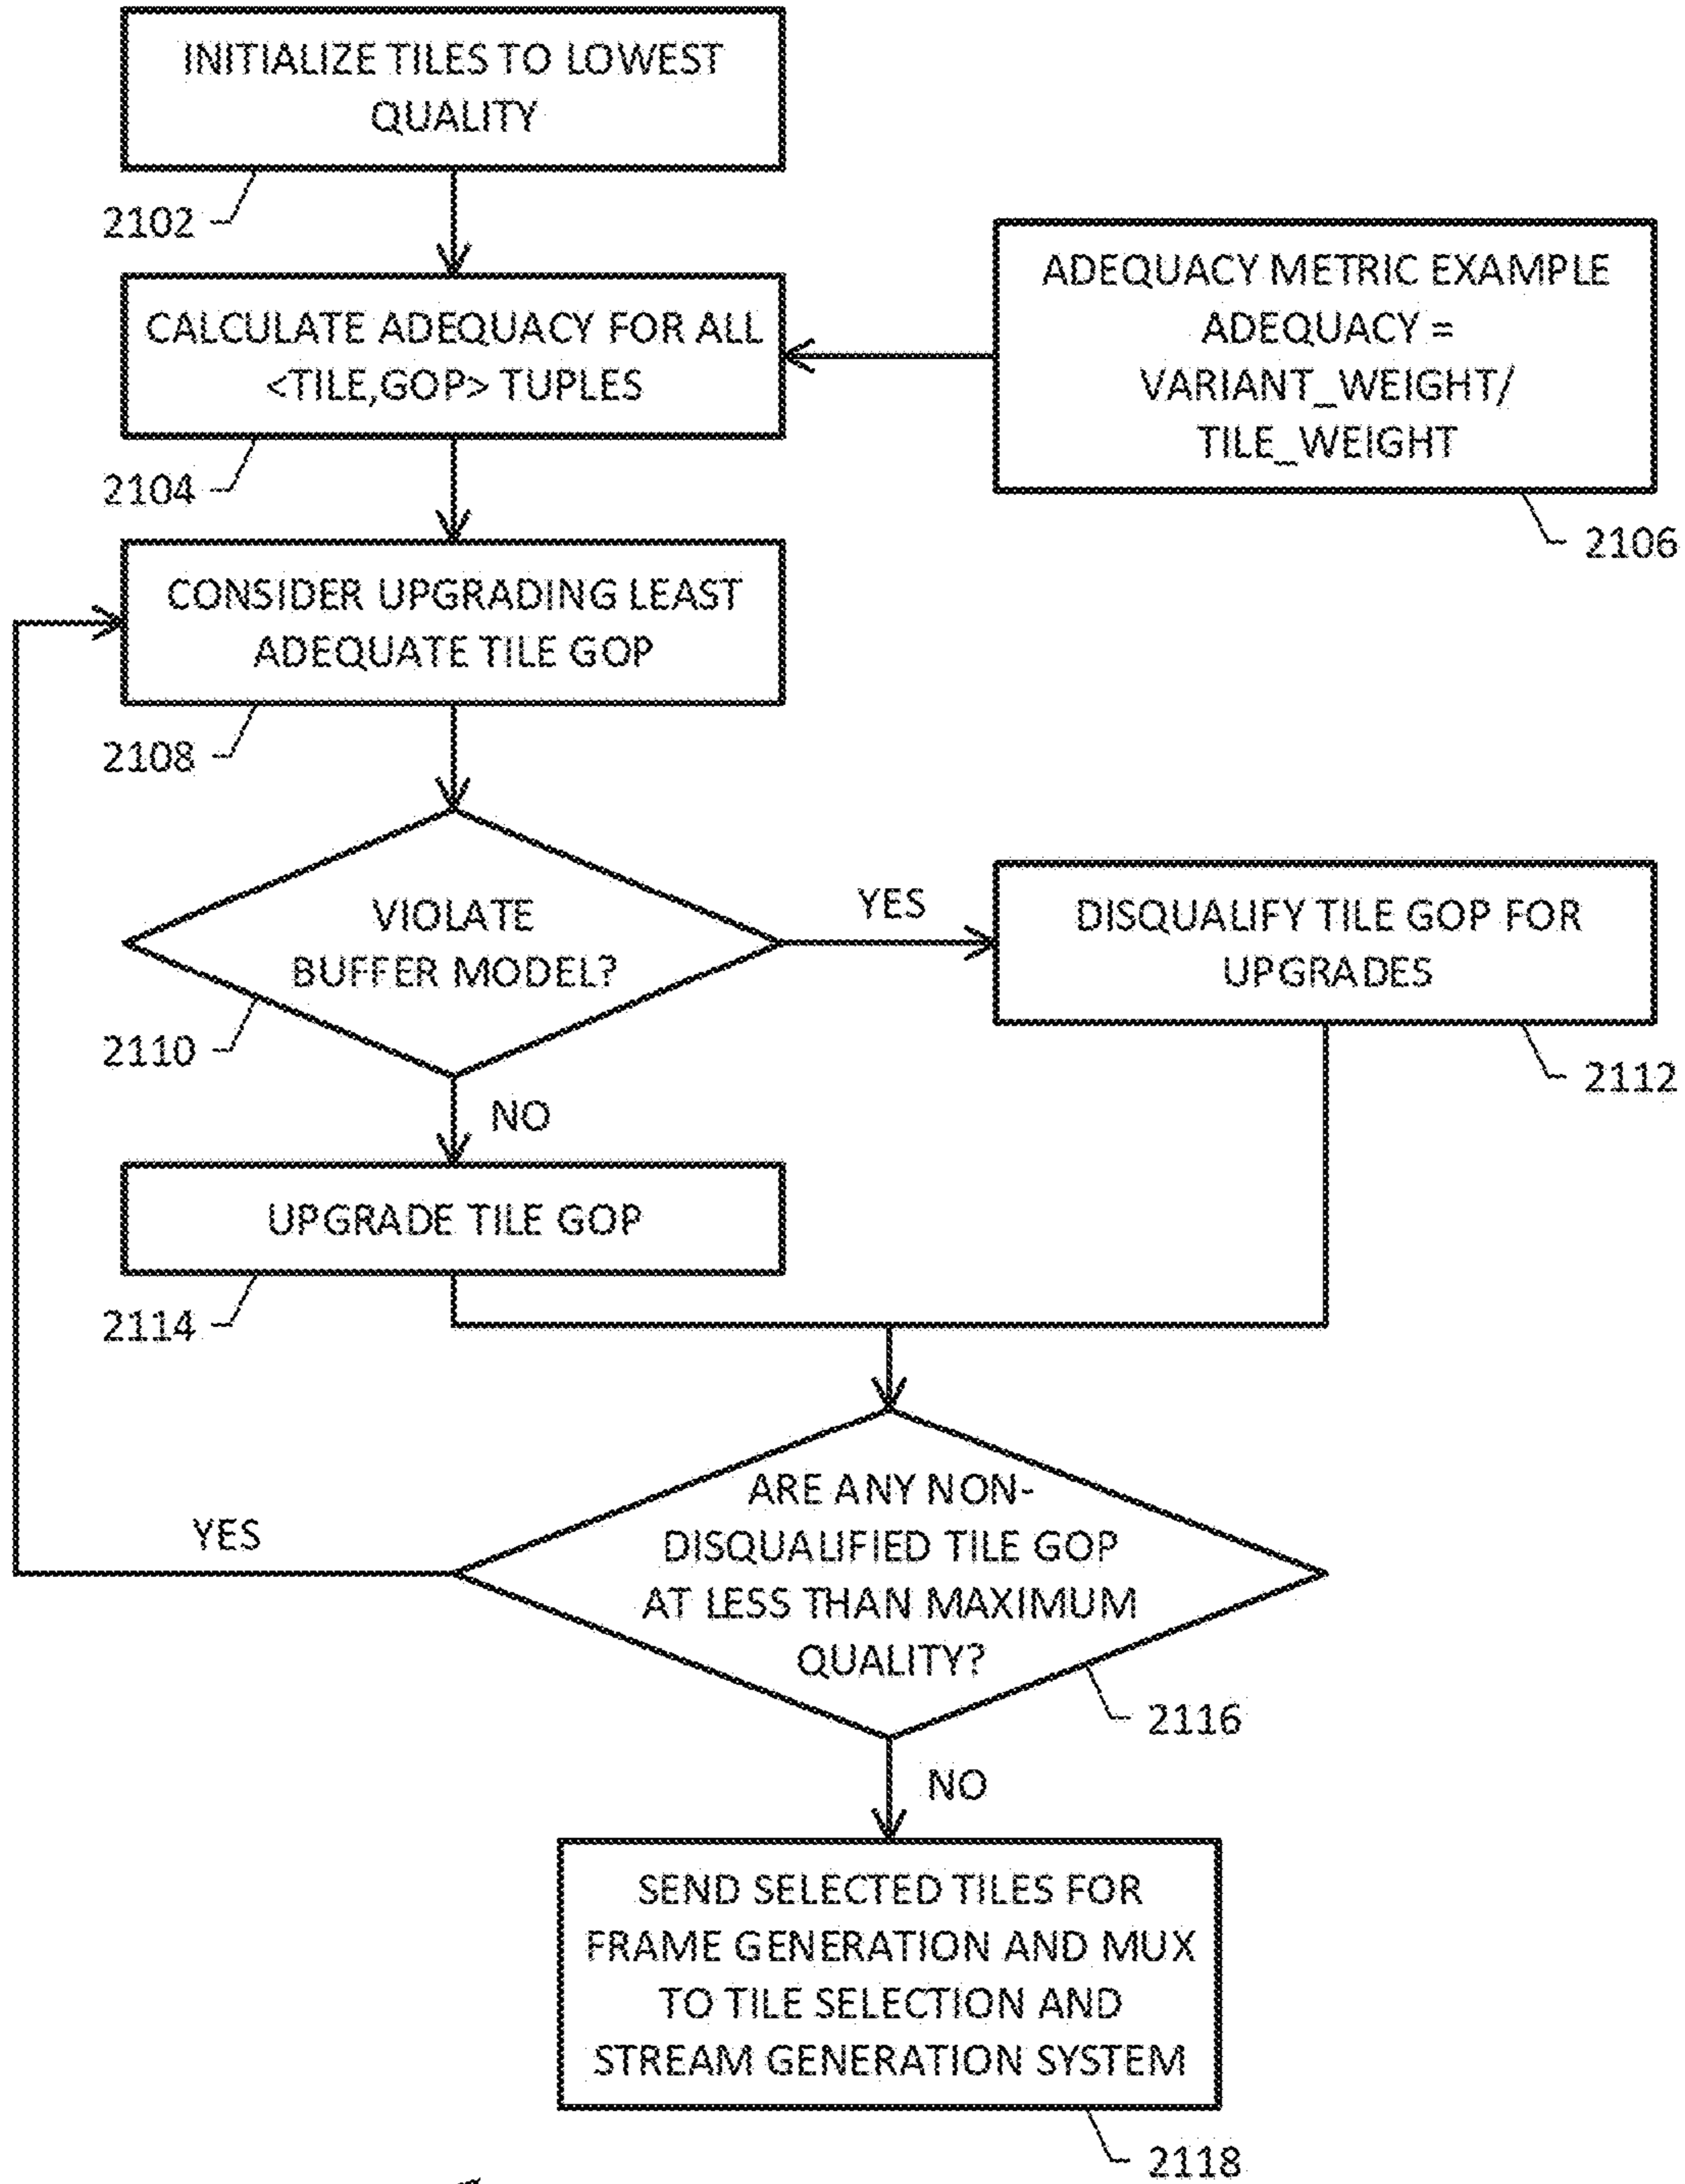 INITIALIZE TILES TO LOWEST
QUALITY
2102
CALCULATE ADEQUACY FOR ALL
<TILE,GOP> TUPLES
2104
ADEQUACY METRIC EXAMPLE
ADEQUACY =
VARIANT_WEIGHT/
TILE_WEIGHT
2106
CONSIDER UPGRADING LEAST
ADEQUATE TILE GOP
2108
VIOLATE
BUFFER MODEL?
2110
YES
DISQUALIFY TILE GOP FOR
UPGRADES
2112
NO
UPGRADE TILE GOP
2114
ARE ANY NON-
DISQUALIFIED TILE GOP
AT LESS THAN MAXIMUM
QUALITY?
2116
YES
NO
SEND SELECTED TILES FOR
FRAME GENERATION AND MUX
TO TILE SELECTION AND
STREAM GENERATION SYSTEM
2118